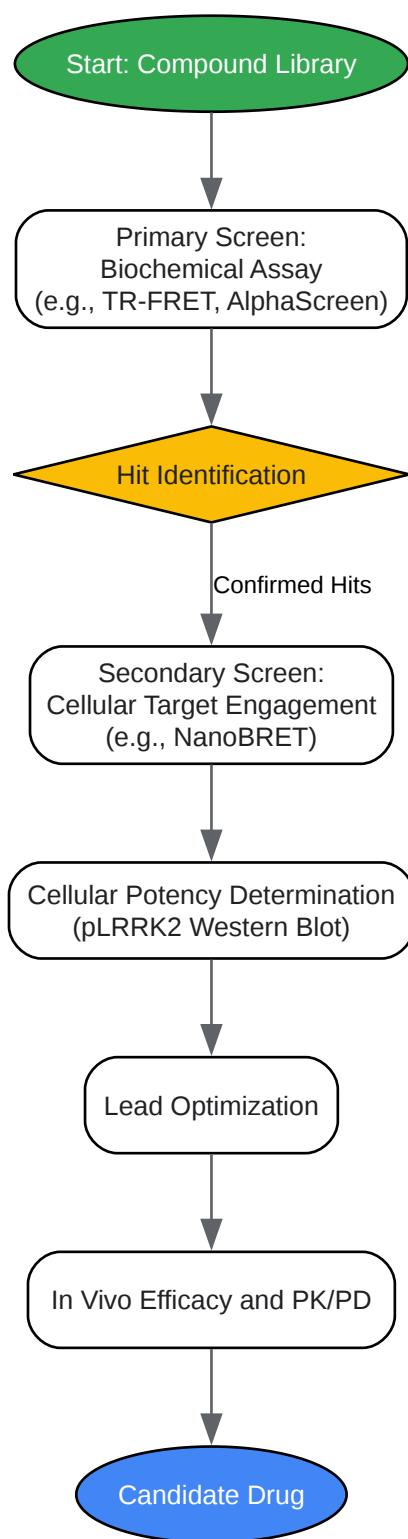 Start: Compound Library
Primary Screen:
Biochemical Assay
(e.g., TR-FRET, AlphaScreen)
Hit Identification
Confirmed Hits
Secondary Screen:
Cellular Target Engagement
(e.g., NanoBRET)
Cellular Potency Determination
(pLRRK2 Western Blot)
Lead Optimization
In Vivo Efficacy and PK/PD
Candidate Drug